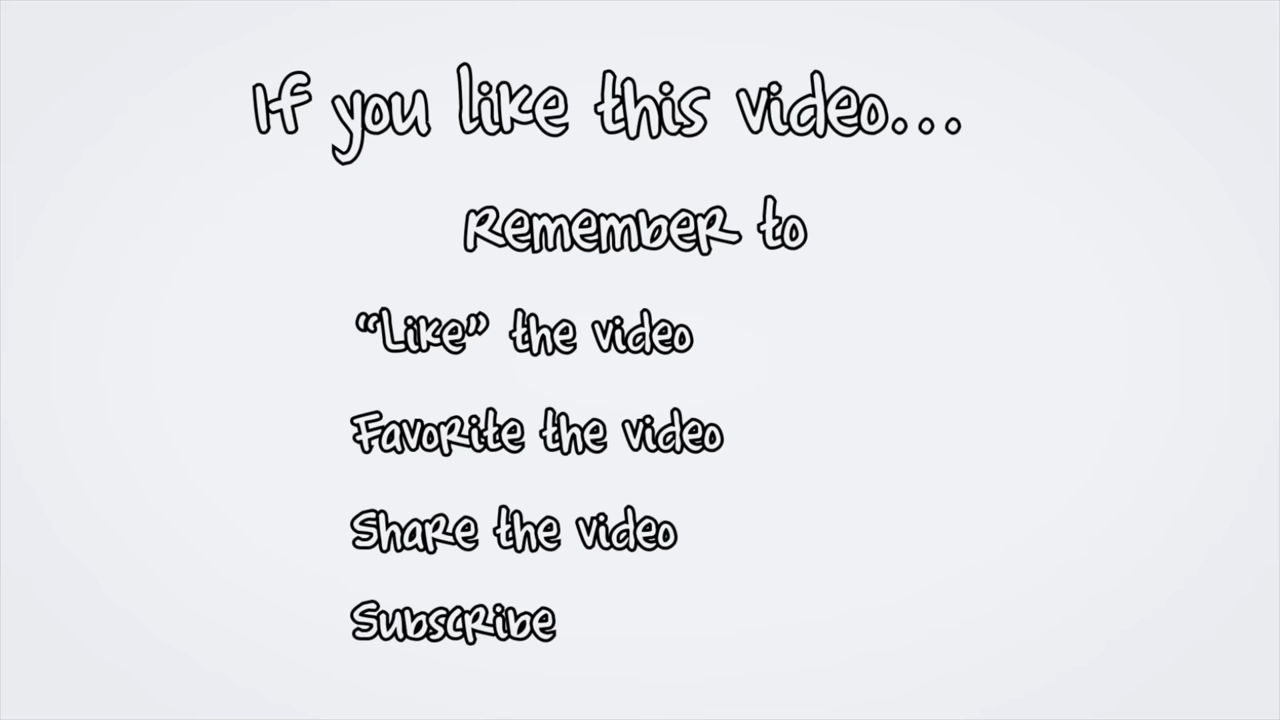 If you like this video...
Remember to
“Like” the video
Favorite the video
Share the video
Subscribe